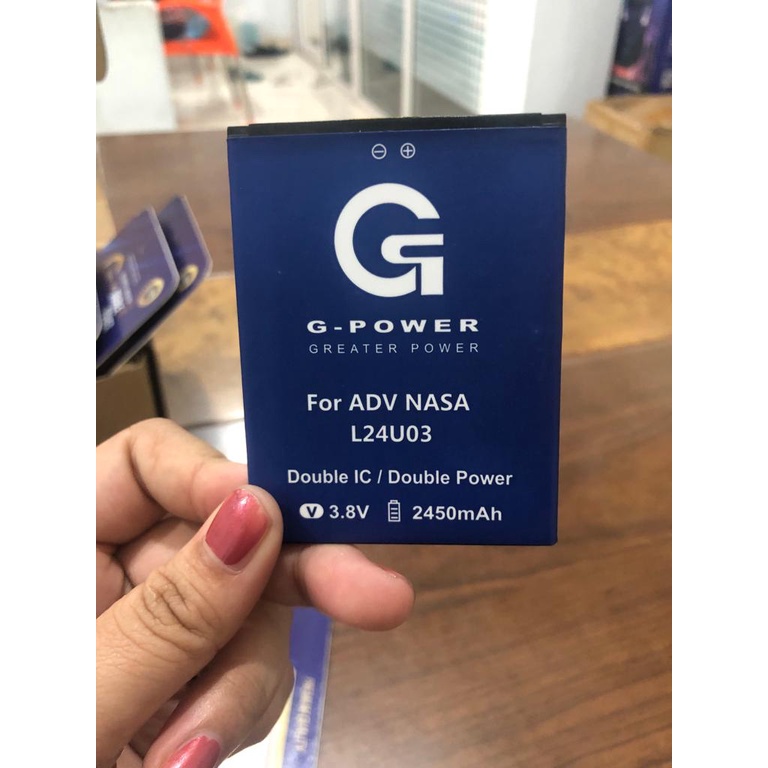 ⊖ ⊕
G-POWER
GREATER POWER
For ADV NASA
L24U03
Double IC / Double Power
V 3.8V 2450mAh